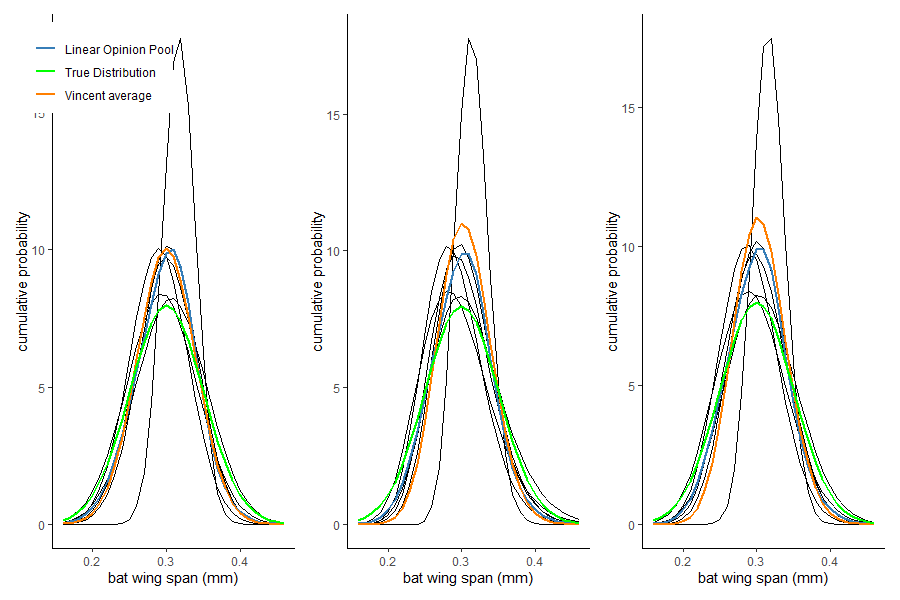 Linear Opinion Pool
True Distribution
Vincent average
15
10
5
0
cumulative probability
0.2
0.3
0.4
bat wing span (mm)
15
10
5
0
cumulative probability
0.2
0.3
0.4
bat wing span (mm)
15
10
5
0
cumulative probability
0.2
0.3
0.4
bat wing span (mm)